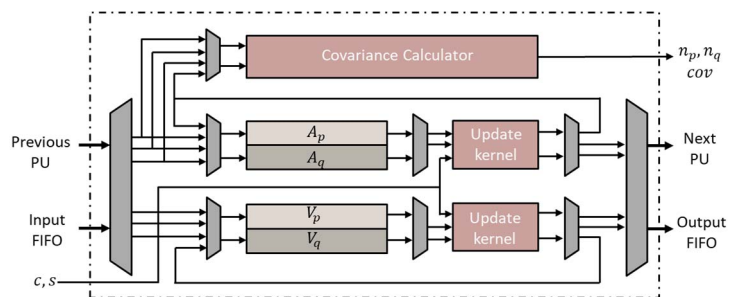 Covariance Calculator
n_p, n_q
cov
Previous
PU
A_p
A_q
Update
kernel
Next
PU
Input
FIFO
V_p
V_q
Update
kernel
Output
FIFO
c, s